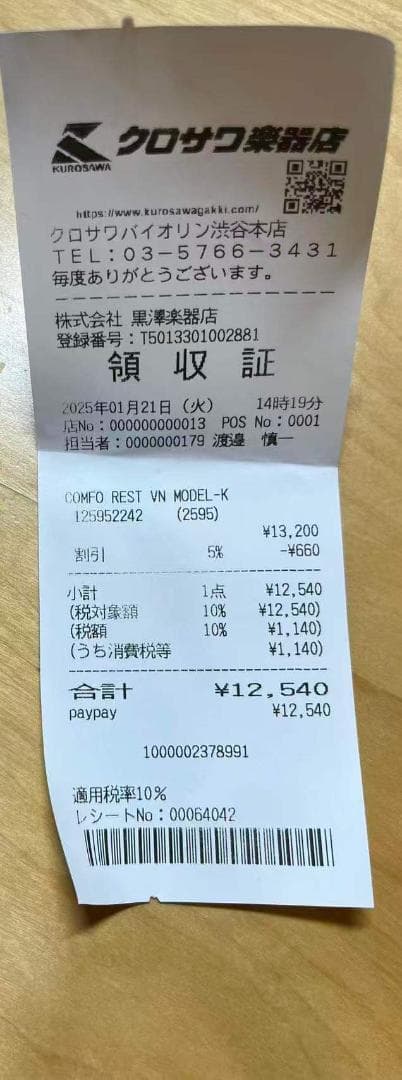 KUROSAWA
クロサワ楽器店
https://www.kurosawagakki.com/
クロサワバイオリン渋谷本店
TEL:03-5766-3431
毎度ありがとうございます。
株式会社 黒澤楽器店
登録番号:T5013301002881
領収証
2025年01月21日(火) 14時19分
店No:000000000013 POS No:0001
担当者:0000000179 渡邉 慎一
COMFO REST VN MODEL-K
125952242 (2595)
¥13,200
割引 5% -¥660
小計 1点 ¥12,540
(税対象額 10% ¥12,540)
(税額 10% ¥1,140)
(うち消費税等 ¥1,140)
合計 ¥12,540
paypay ¥12,540
1000002378991
適用税率10%
レシートNo:00064042